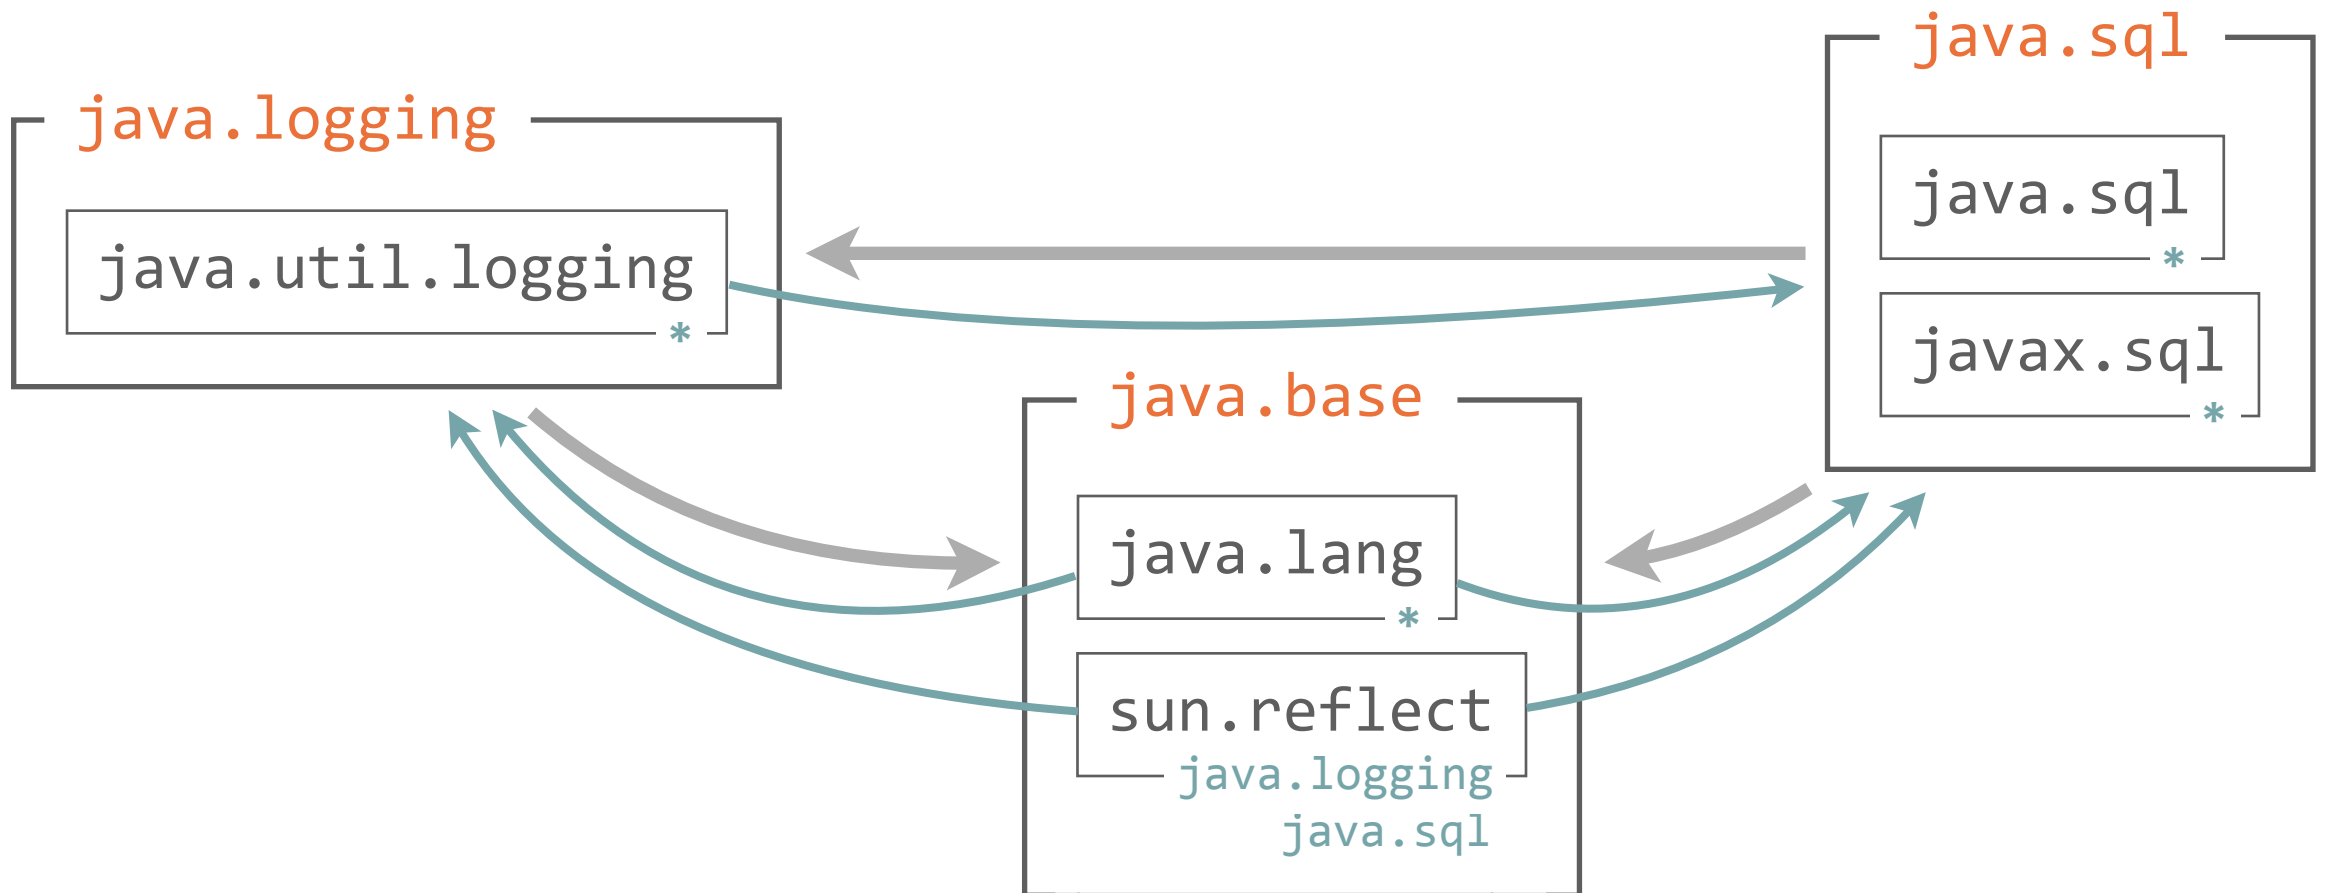 java.logging
java.util.logging
*
java.sql
java.sql
*
javax.sql
*
java.base
java.lang
*
sun.reflect
java.logging
java.sql